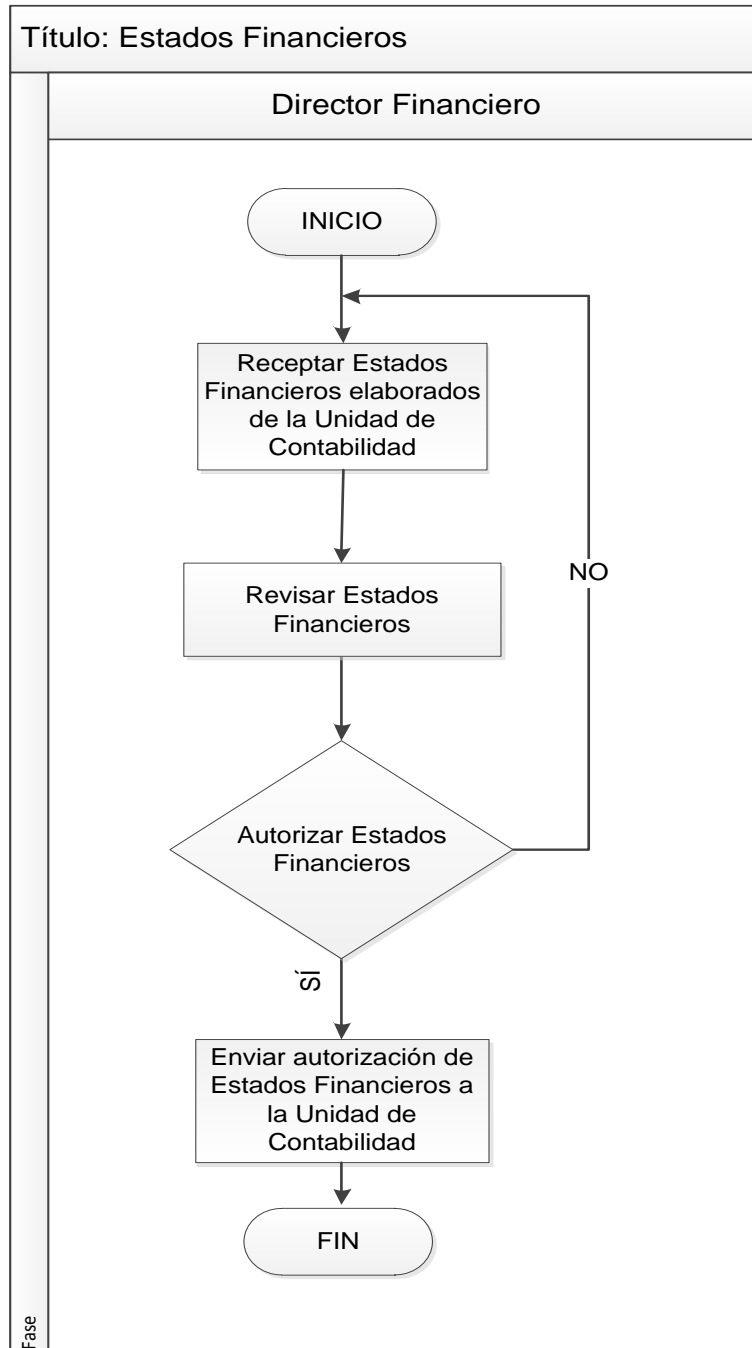 Título: Estados Financieros
Director Financiero
INICIO
Receptar Estados
Financieros elaborados
de la Unidad de
Contabilidad
Revisar Estados
Financieros
NO
Autorizar Estados
Financieros
SÍ
Enviar autorización de
Estados Financieros a
la Unidad de
Contabilidad
FIN
Fase